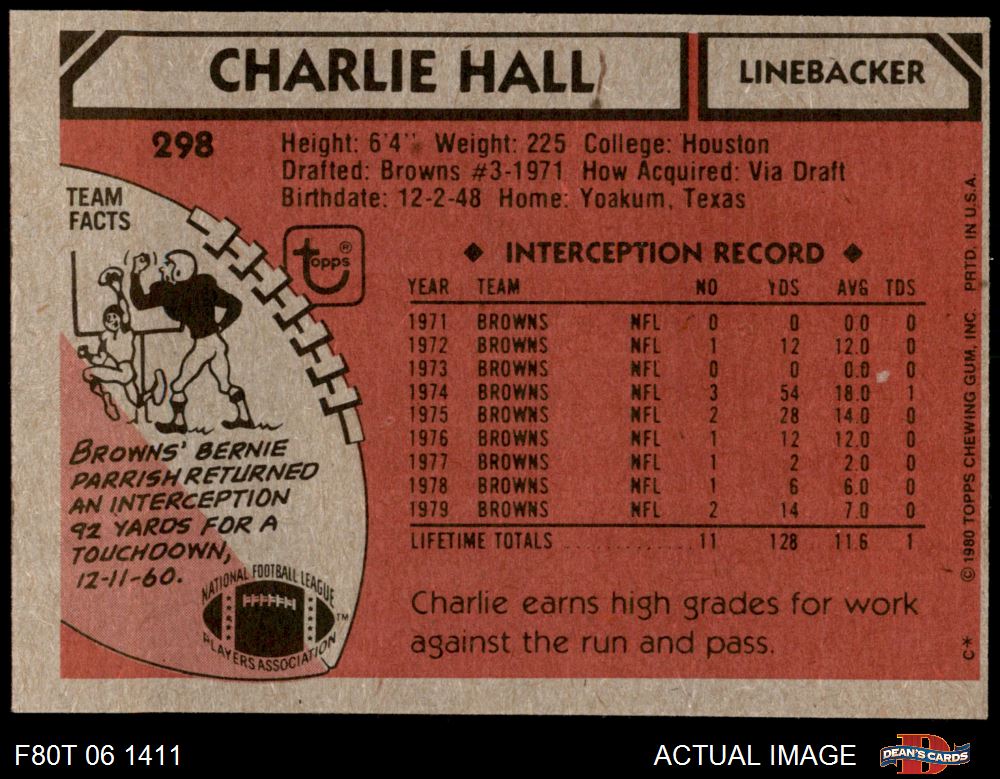 CHARLIE HALL
LINEBACKER
298
Height: 6'4" Weight: 225 College: Houston
Drafted: Browns #3-1971 How Acquired: Via Draft
Birthdate: 12-2-48 Home: Yoakum, Texas
TEAM
FACTS
topps®
BROWNS' BERNIE
PARRISH RETURNED
AN INTERCEPTION
92 YARDS FOR A
TOUCHDOWN,
12-11-60.
NATIONAL FOOTBALL LEAGUE
PLAYERS ASSOCIATION
TM
◆ INTERCEPTION RECORD ◆
YEAR TEAM NO YDS AVG TDS
1971 BROWNS NFL 0 0 0.0 0
1972 BROWNS NFL 1 12 12.0 0
1973 BROWNS NFL 0 0 0.0 0
1974 BROWNS NFL 3 54 18.0 1
1975 BROWNS NFL 2 28 14.0 0
1976 BROWNS NFL 1 12 12.0 0
1977 BROWNS NFL 1 2 2.0 0
1978 BROWNS NFL 1 6 6.0 0
1979 BROWNS NFL 2 14 7.0 0
LIFETIME TOTALS .............. 11 128 11.6 1
Charlie earns high grades for work
against the run and pass.
C* © 1980 TOPPS CHEWING GUM, INC. PRTD. IN U.S.A.
F80T 06 1411
ACTUAL IMAGE
DEAN'S CARDS